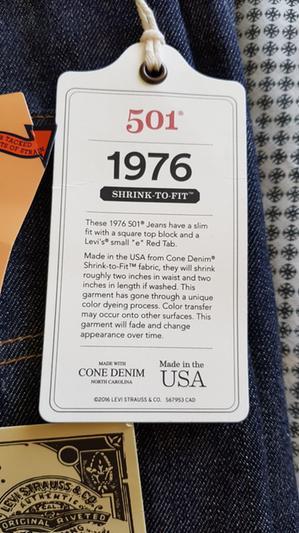 501®
1976
SHRINK-TO-FIT™
These 1976 501® Jeans have a slim
fit with a square top block and a
Levi's® small "e" Red Tab.
Made in the USA from Cone Denim®
Shrink-to-Fit™ fabric, they will shrink
roughly two inches in waist and two
inches in length if washed. This
garment has gone through a unique
color dyeing process. Color transfer
may occur onto other surfaces. This
garment will fade and change
appearance over time.
MADE WITH
CONE DENIM
NORTH CAROLINA
Made in the
USA
©2016 LEVI STRAUSS & CO. 567953 CAD
TACKED
OF STRAIN
LEVI STRAUSS & CO.
AUTHENTIC
ORIGINAL RIVETED